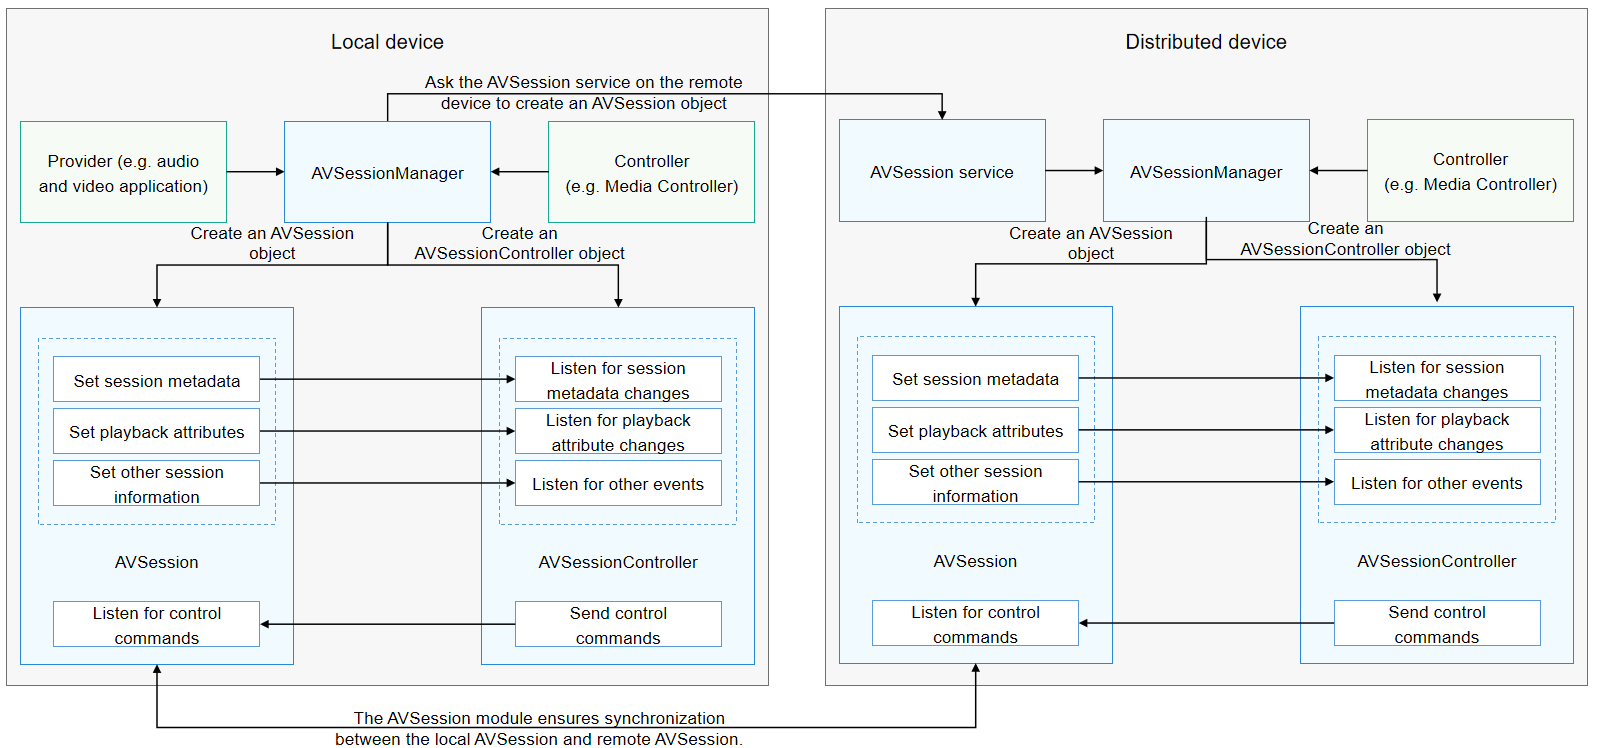 Local device
Ask the AVSession service on the remote
device to create an AVSession object
Provider (e.g. audio
and video application)
AVSessionManager
Controller
(e.g. Media Controller)
Create an AVSession
object
Create an
AVSessionController object
Set session metadata
Set playback attributes
Set other session
information
AVSession
Listen for control
commands
Listen for session
metadata changes
Listen for playback
attribute changes
Listen for other events
AVSessionController
Send control
commands
Distributed device
AVSession service
AVSessionManager
Controller
(e.g. Media Controller)
Create an AVSession
object
Create an
AVSessionController object
Set session metadata
Set playback attributes
Set other session
information
AVSession
Listen for control
commands
Listen for session
metadata changes
Listen for playback
attribute changes
Listen for other events
AVSessionController
Send control
commands
The AVSession module ensures synchronization
between the local AVSession and remote AVSession.